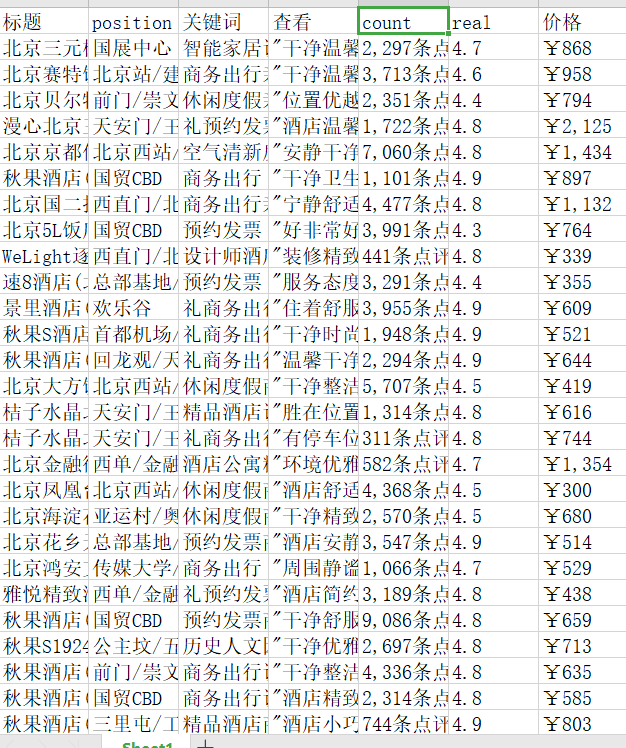 标题 position 关键词 查看 count real 价格
北京三元 国展中心 智能家居 "干净温馨 2,297条点 4.7 ￥868
北京赛特 北京站/建 商务出行 "干净温馨 3,713条点 4.6 ￥958
北京贝尔 前门/崇文 休闲度假 "位置优越 2,351条点 4.4 ￥794
漫心北京 天安门/王 礼预约发票 "酒店温馨 1,722条点 4.8 ￥2,125
北京京都 北京西站/ 空气清新 "安静干净 7,060条点 4.8 ￥1,434
秋果酒店( 国贸CBD 商务出行 "干净卫生 1,101条点 4.9 ￥897
北京国二 西直门/北 商务出行 "宁静舒适 4,477条点 4.8 ￥1,132
北京5L饭 国贸CBD 预约发票 "好非常好 3,991条点 4.3 ￥764
WeLight逐 西直门/北 设计师酒店 "装修精致 441条点评 4.8 ￥339
速8酒店( 总部基地/ 预约发票 "服务态度 3,291条点 4.4 ￥355
景里酒店( 欢乐谷 礼商务出行 "住着舒服 3,955条点 4.9 ￥609
秋果S酒店 首都机场/ 礼商务出行 "干净时尚 1,948条点 4.9 ￥521
秋果酒店( 回龙观/天 礼商务出行 "温馨干净 2,294条点 4.9 ￥644
北京大方 北京西站/ 休闲度假 "干净整洁 5,707条点 4.5 ￥419
桔子水晶 天安门/王 精品酒店 "胜在位置 1,314条点 4.8 ￥616
桔子水晶 天安门/王 礼商务出行 "有停车位 311条点评 4.8 ￥744
北京金融 西单/金融 酒店公寓 "环境优雅 582条点评 4.7 ￥1,354
北京凤凰 北京西站/ 休闲度假 "酒店舒适 4,368条点 4.5 ￥300
北京海淀 亚运村/奥 休闲度假 "干净精致 2,570条点 4.5 ￥680
北京花乡 总部基地/ 预约发票 "酒店安静 3,547条点 4.9 ￥514
北京鸿安 传媒大学/ 商务出行 "周围静谧 1,066条点 4.7 ￥529
雅悦精致 西单/金融 礼预约发票 "酒店简约 3,189条点 4.8 ￥438
秋果酒店( 国贸CBD 预约发票 "干净舒服 9,086条点 4.8 ￥659
秋果S1924 公主坟/五 历史人文 "干净优雅 2,697条点 4.8 ￥713
秋果酒店( 前门/崇文 商务出行 "干净整洁 4,336条点 4.8 ￥635
秋果酒店( 国贸CBD 商务出行 "酒店精致 2,314条点 4.8 ￥585
秋果酒店( 三里屯/工 精品酒店 "酒店小巧 744条点评 4.9 ￥803
Sheet1